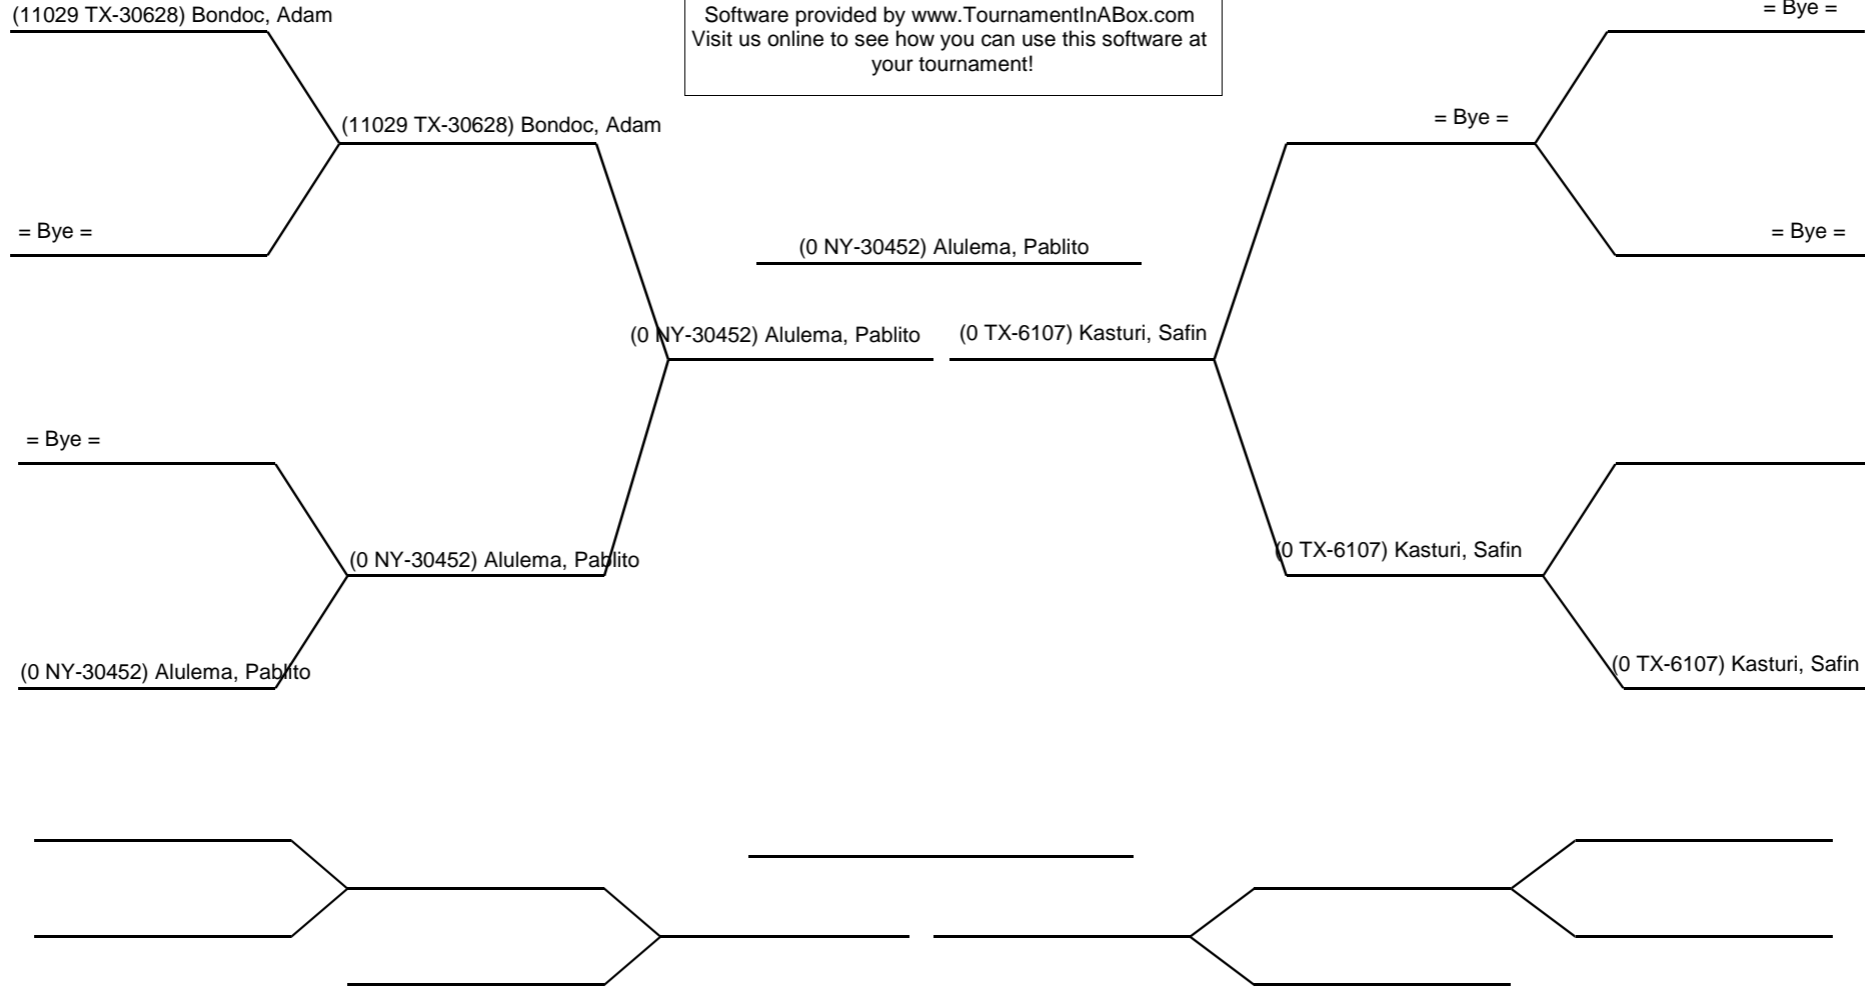 (11029 TX-30628) Bondoc, Adam
Software provided by www.TournamentInABox.com
Visit us online to see how you can use this software at
your tournament!
= Bye =
(11029 TX-30628) Bondoc, Adam
= Bye =
= Bye =
(0 NY-30452) Alulema, Pablito
= Bye =
(0 NY-30452) Alulema, Pablito
(0 TX-6107) Kasturi, Safin
= Bye =
(0 NY-30452) Alulema, Pablito
(0 TX-6107) Kasturi, Safin
(0 NY-30452) Alulema, Pablito
(0 TX-6107) Kasturi, Safin